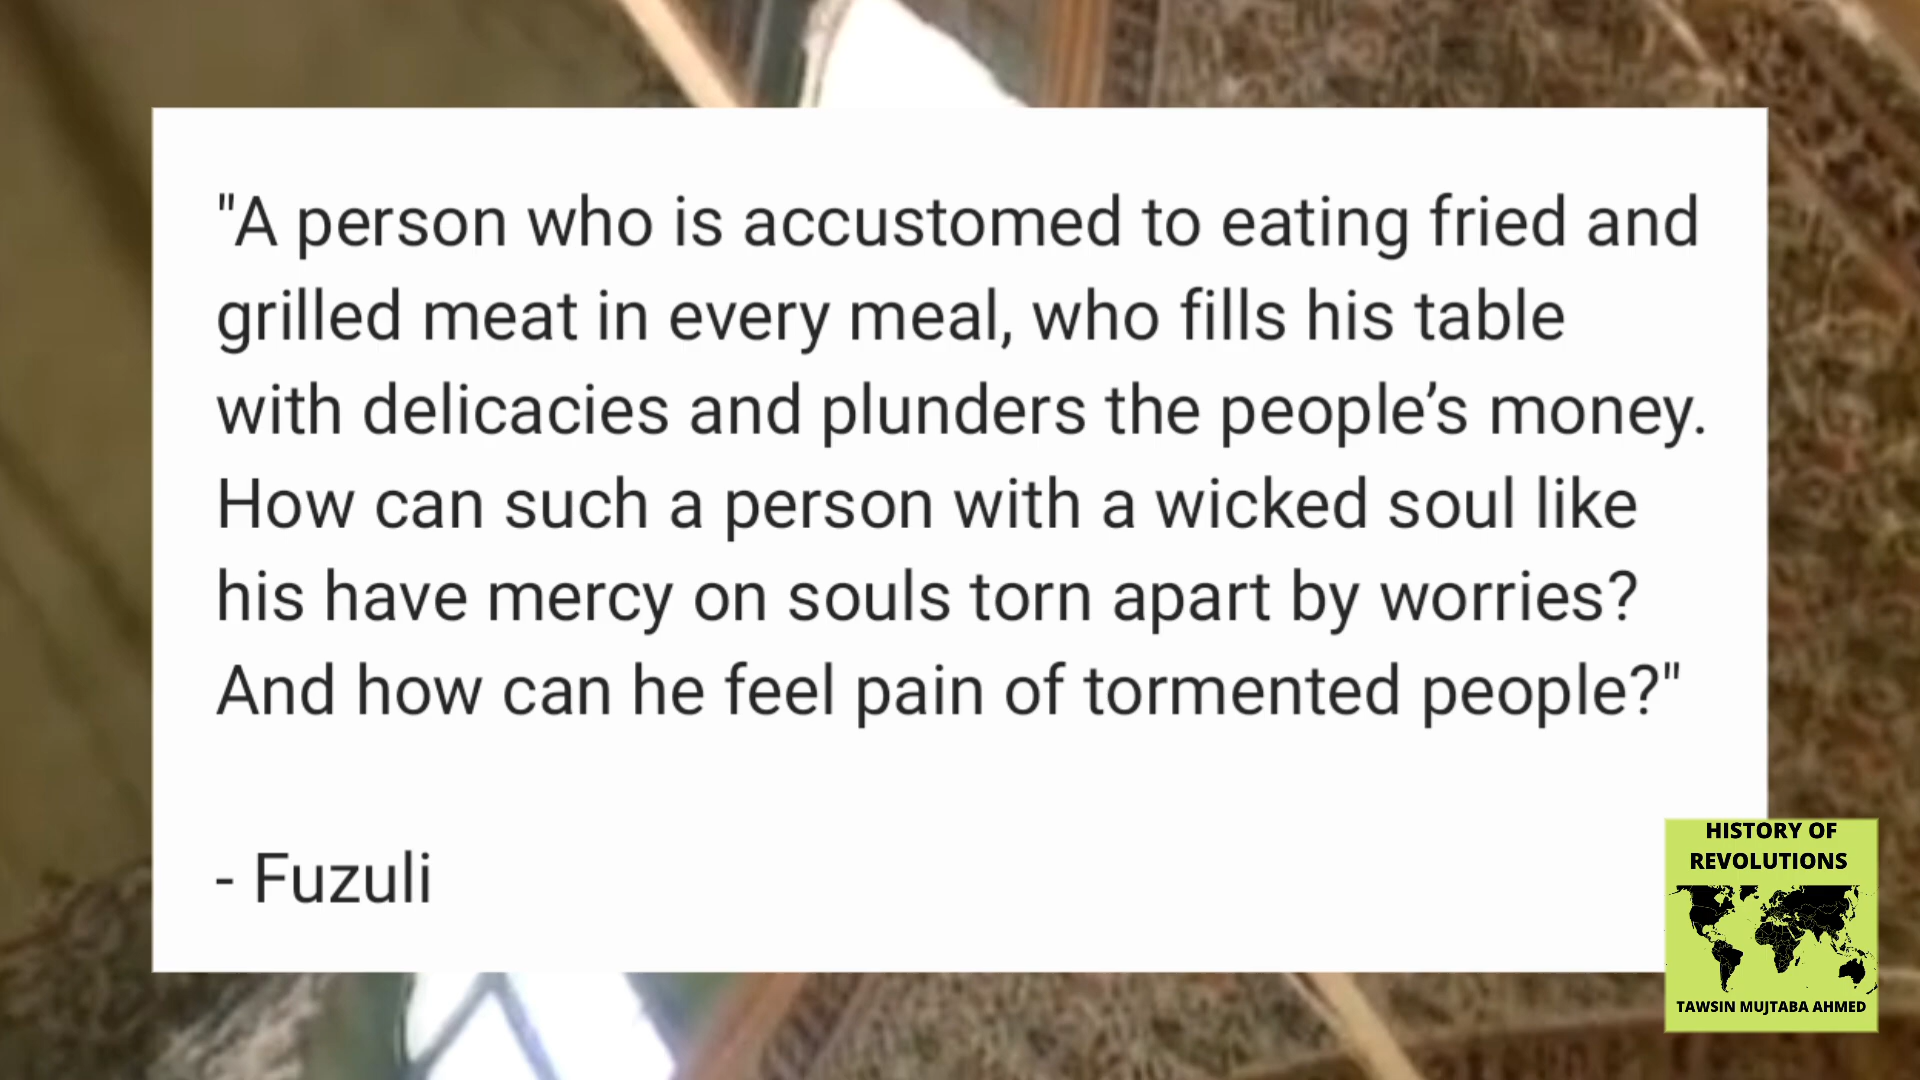 "A person who is accustomed to eating fried and
grilled meat in every meal, who fills his table
with delicacies and plunders the people’s money.
How can such a person with a wicked soul like
his have mercy on souls torn apart by worries?
And how can he feel pain of tormented people?"
- Fuzuli
HISTORY OF
REVOLUTIONS
TAWSIN MUJTABA AHMED